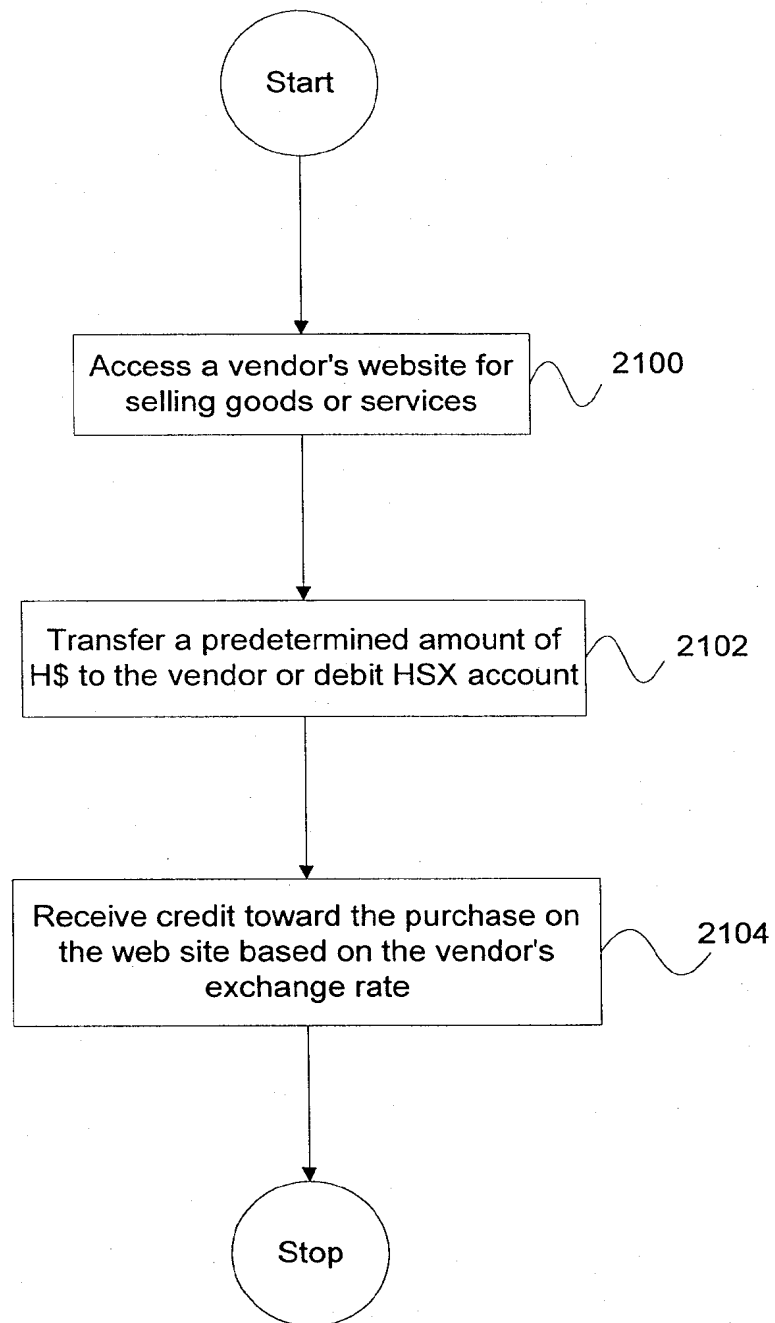 Start
Access a vendor's website for
selling goods or services
2100
Transfer a predetermined amount of
H$ to the vendor or debit HSX account
2102
Receive credit toward the purchase on
the web site based on the vendor's
exchange rate
2104
Stop